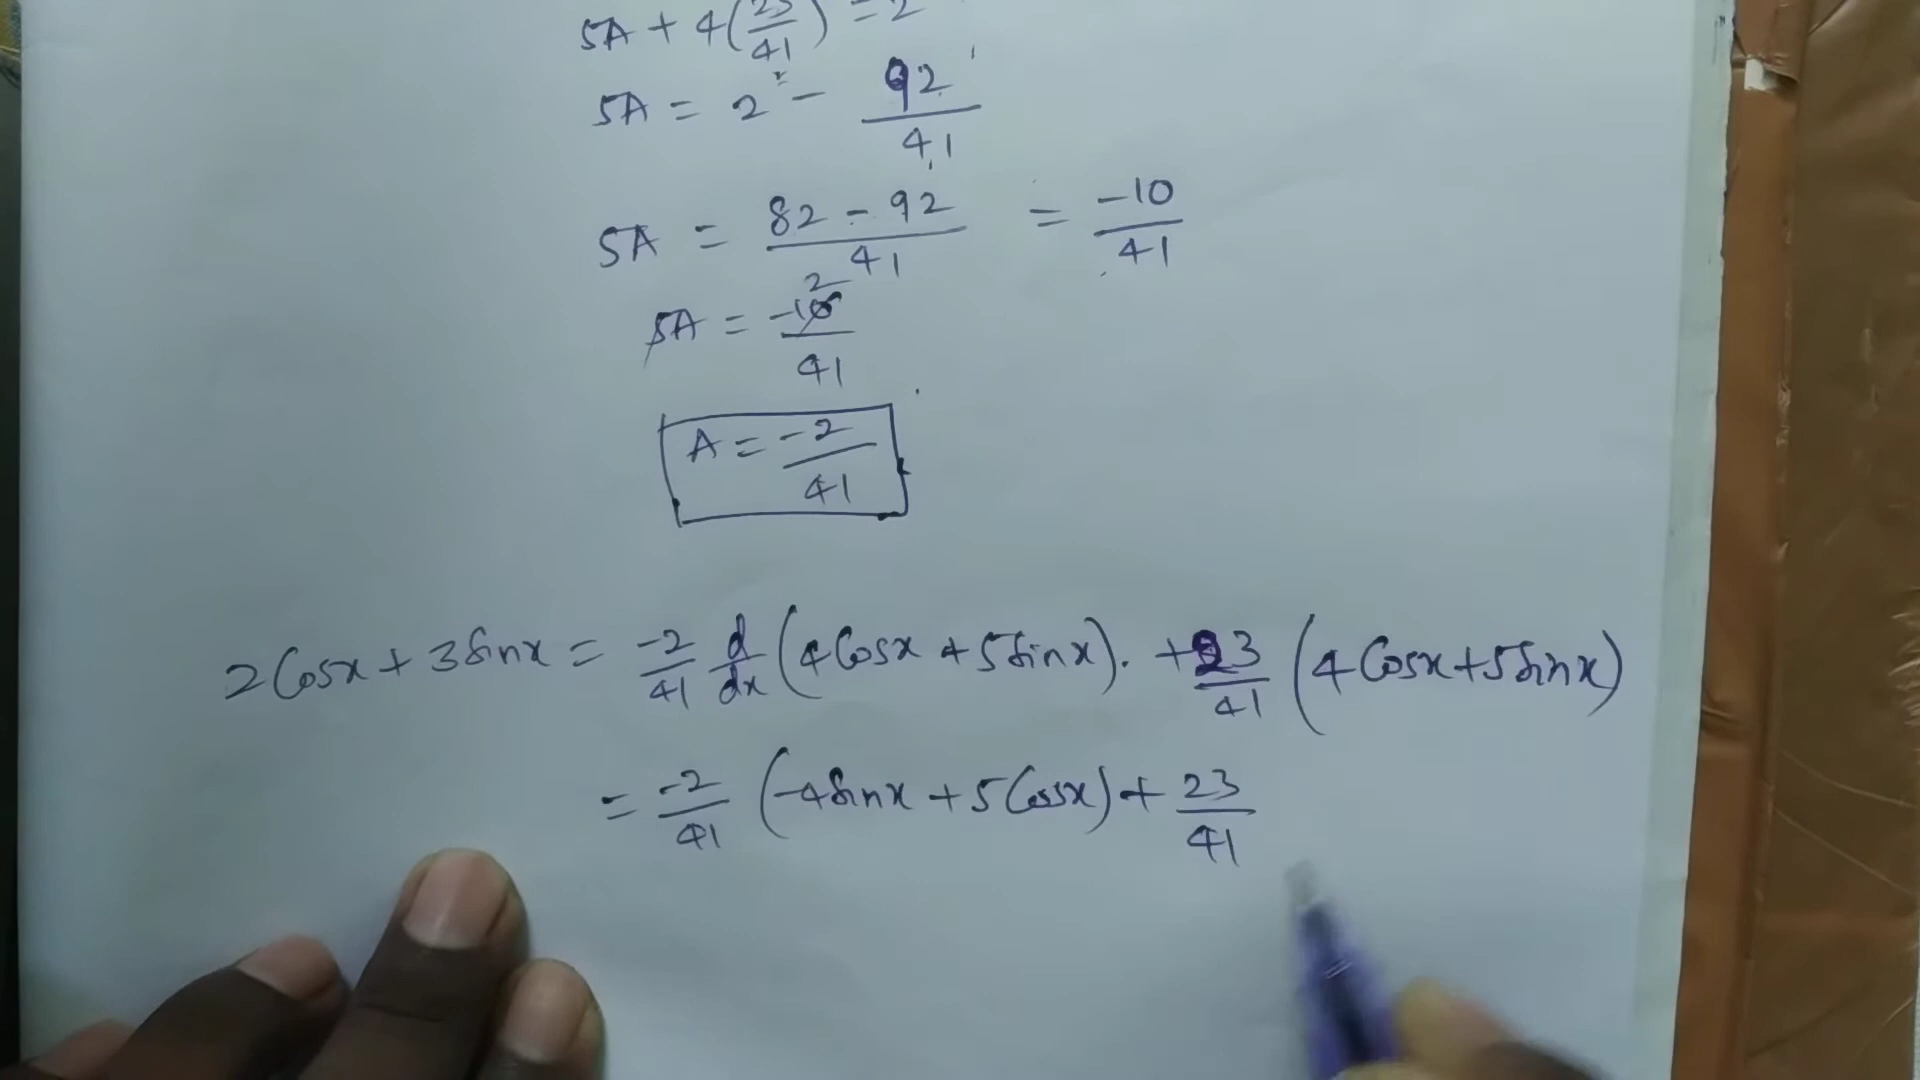 5A + 4(23/41) = 2
5A = 2 - 92/41
5A = 82 - 92/41 = -10/41
5A = -10/41 2
A = -2/41
2Cosx + 3Sinx = -2/41 d/dx (4Cosx + 5Sinx). + 23/41 (4Cosx + 5Sinx)
= -2/41 (-4Sinx + 5Cosx) + 23/41